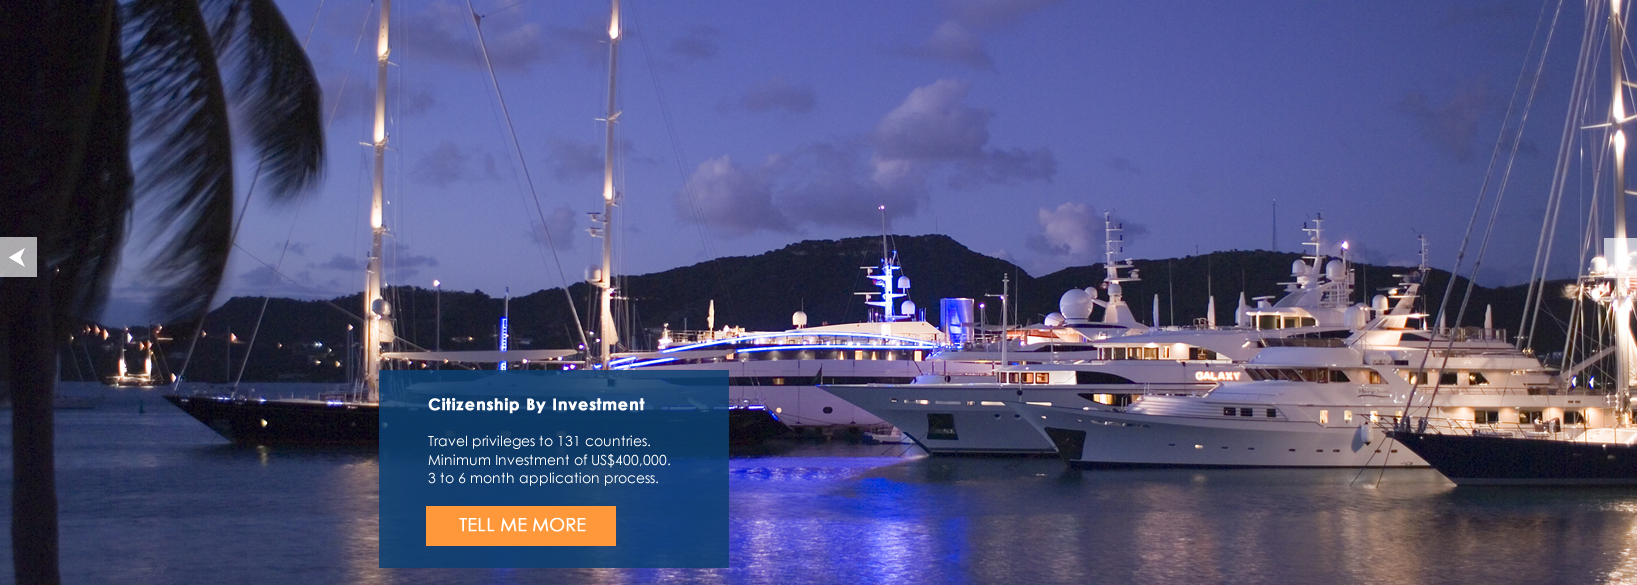 GALAXY
Citizenship By Investment
Travel privileges to 131 countries.
Minimum Investment of US$400,000.
3 to 6 month application process.
TELL ME MORE